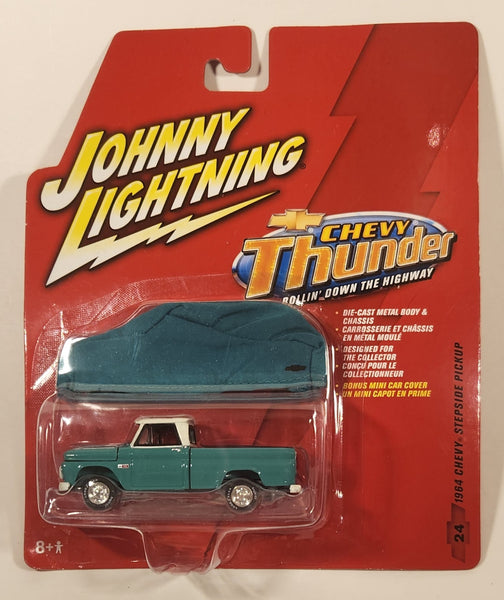 JOHNNY
LIGHTNING
CHEVY
Thunder
ROLLIN' DOWN THE HIGHWAY
• DIE-CAST METAL BODY &
CHASSIS
• CARROSSERIE ET CHÂSSIS
EN MÉTAL MOULÉ
• DESIGNED FOR
THE COLLECTOR
• CONÇU POUR LE
COLLECTIONNEUR
• BONUS MINI CAR COVER
UN MINI CAPOT EN PRIME
24 1964 CHEVY STEPSIDE PICKUP
8+